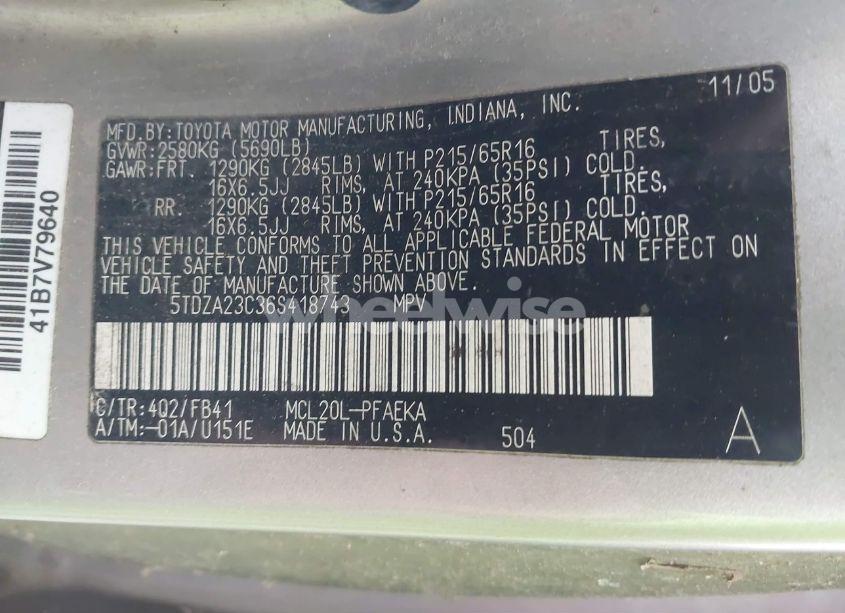 11/05
MFD.BY:TOYOTA MOTOR MANUFACTURING, INDIANA, INC.
GVWR:2580KG (5690LB)
GAWR:FRT. 1290KG (2845LB) WITH P215/65R16 TIRES,
16X6.5JJ RIMS, AT 240KPA (35PSI) COLD.
RR. 1290KG (2845LB) WITH P215/65R16 TIRES,
16X6.5JJ RIMS, AT 240KPA (35PSI) COLD.
THIS VEHICLE CONFORMS TO ALL APPLICABLE FEDERAL MOTOR
VEHICLE SAFETY AND THEFT PREVENTION STANDARDS IN EFFECT ON
THE DATE OF MANUFACTURE SHOWN ABOVE.
5TDZA23C36S418743 MPV
wheelwise
C/TR:4Q2/FB41 MCL20L-PFAEKA
A/TM:-01A/U151E MADE IN U.S.A. 504 A
41B7V79640